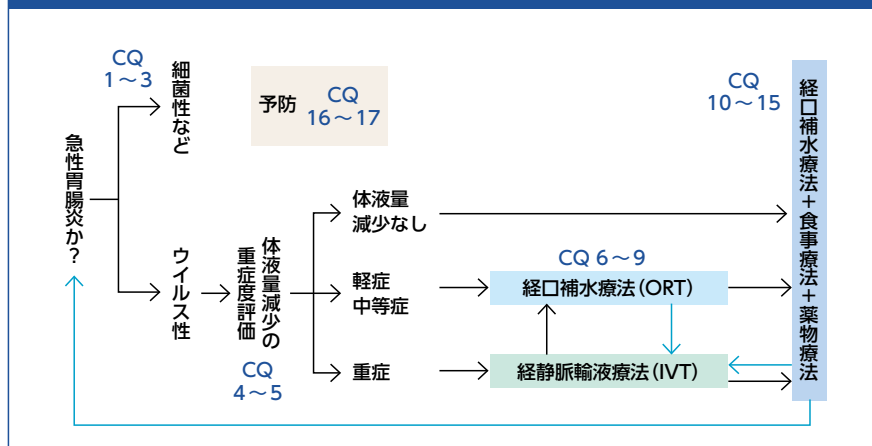 CQ
1～3
細菌性など
予防
CQ
16～17
CQ
10～15
急性胃腸炎か？
ウイルス性
体液量減少の
重症度評価
CQ
4～5
体液量
減少なし
軽症
中等症
重症
CQ 6～9
経口補水療法（ORT）
経静脈輸液療法（IVT）
経口補水療法＋食事療法＋薬物療法